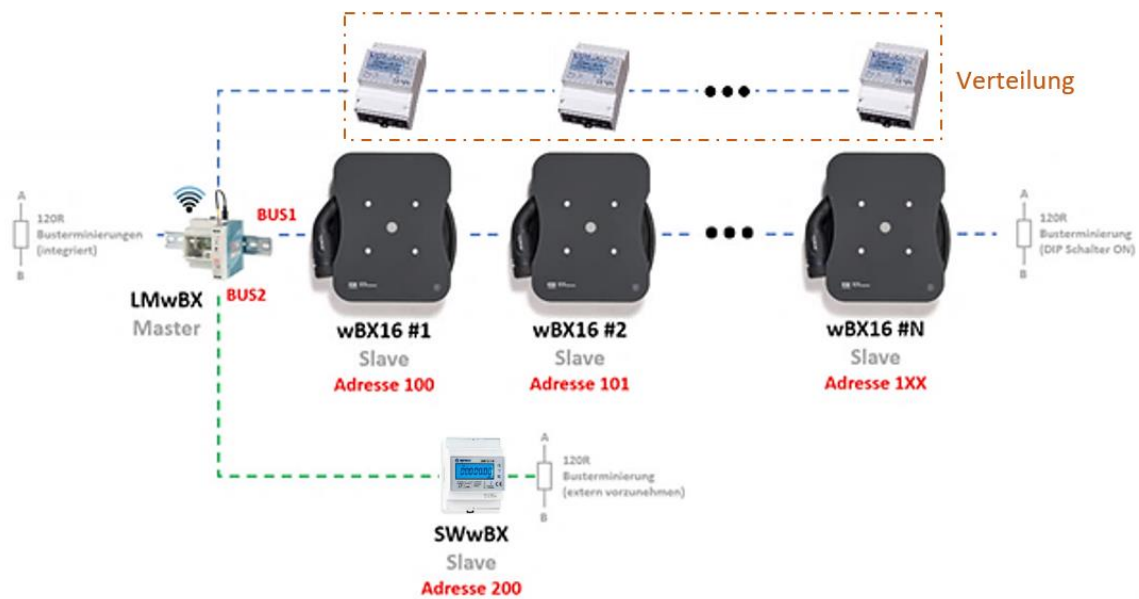 Verteilung
A
120R
Busterminierungen
(integriert)
B
BUS1
BUS2
LMwBX
Master
wBX16 #1
Slave
Adresse 100
wBX16 #2
Slave
Adresse 101
wBX16 #N
Slave
Adresse 1XX
A
120R
Busterminierung
(DIP Schalter ON)
B
A
120R
Busterminierung
(extern vorzunehmen)
B
SWwBX
Slave
Adresse 200